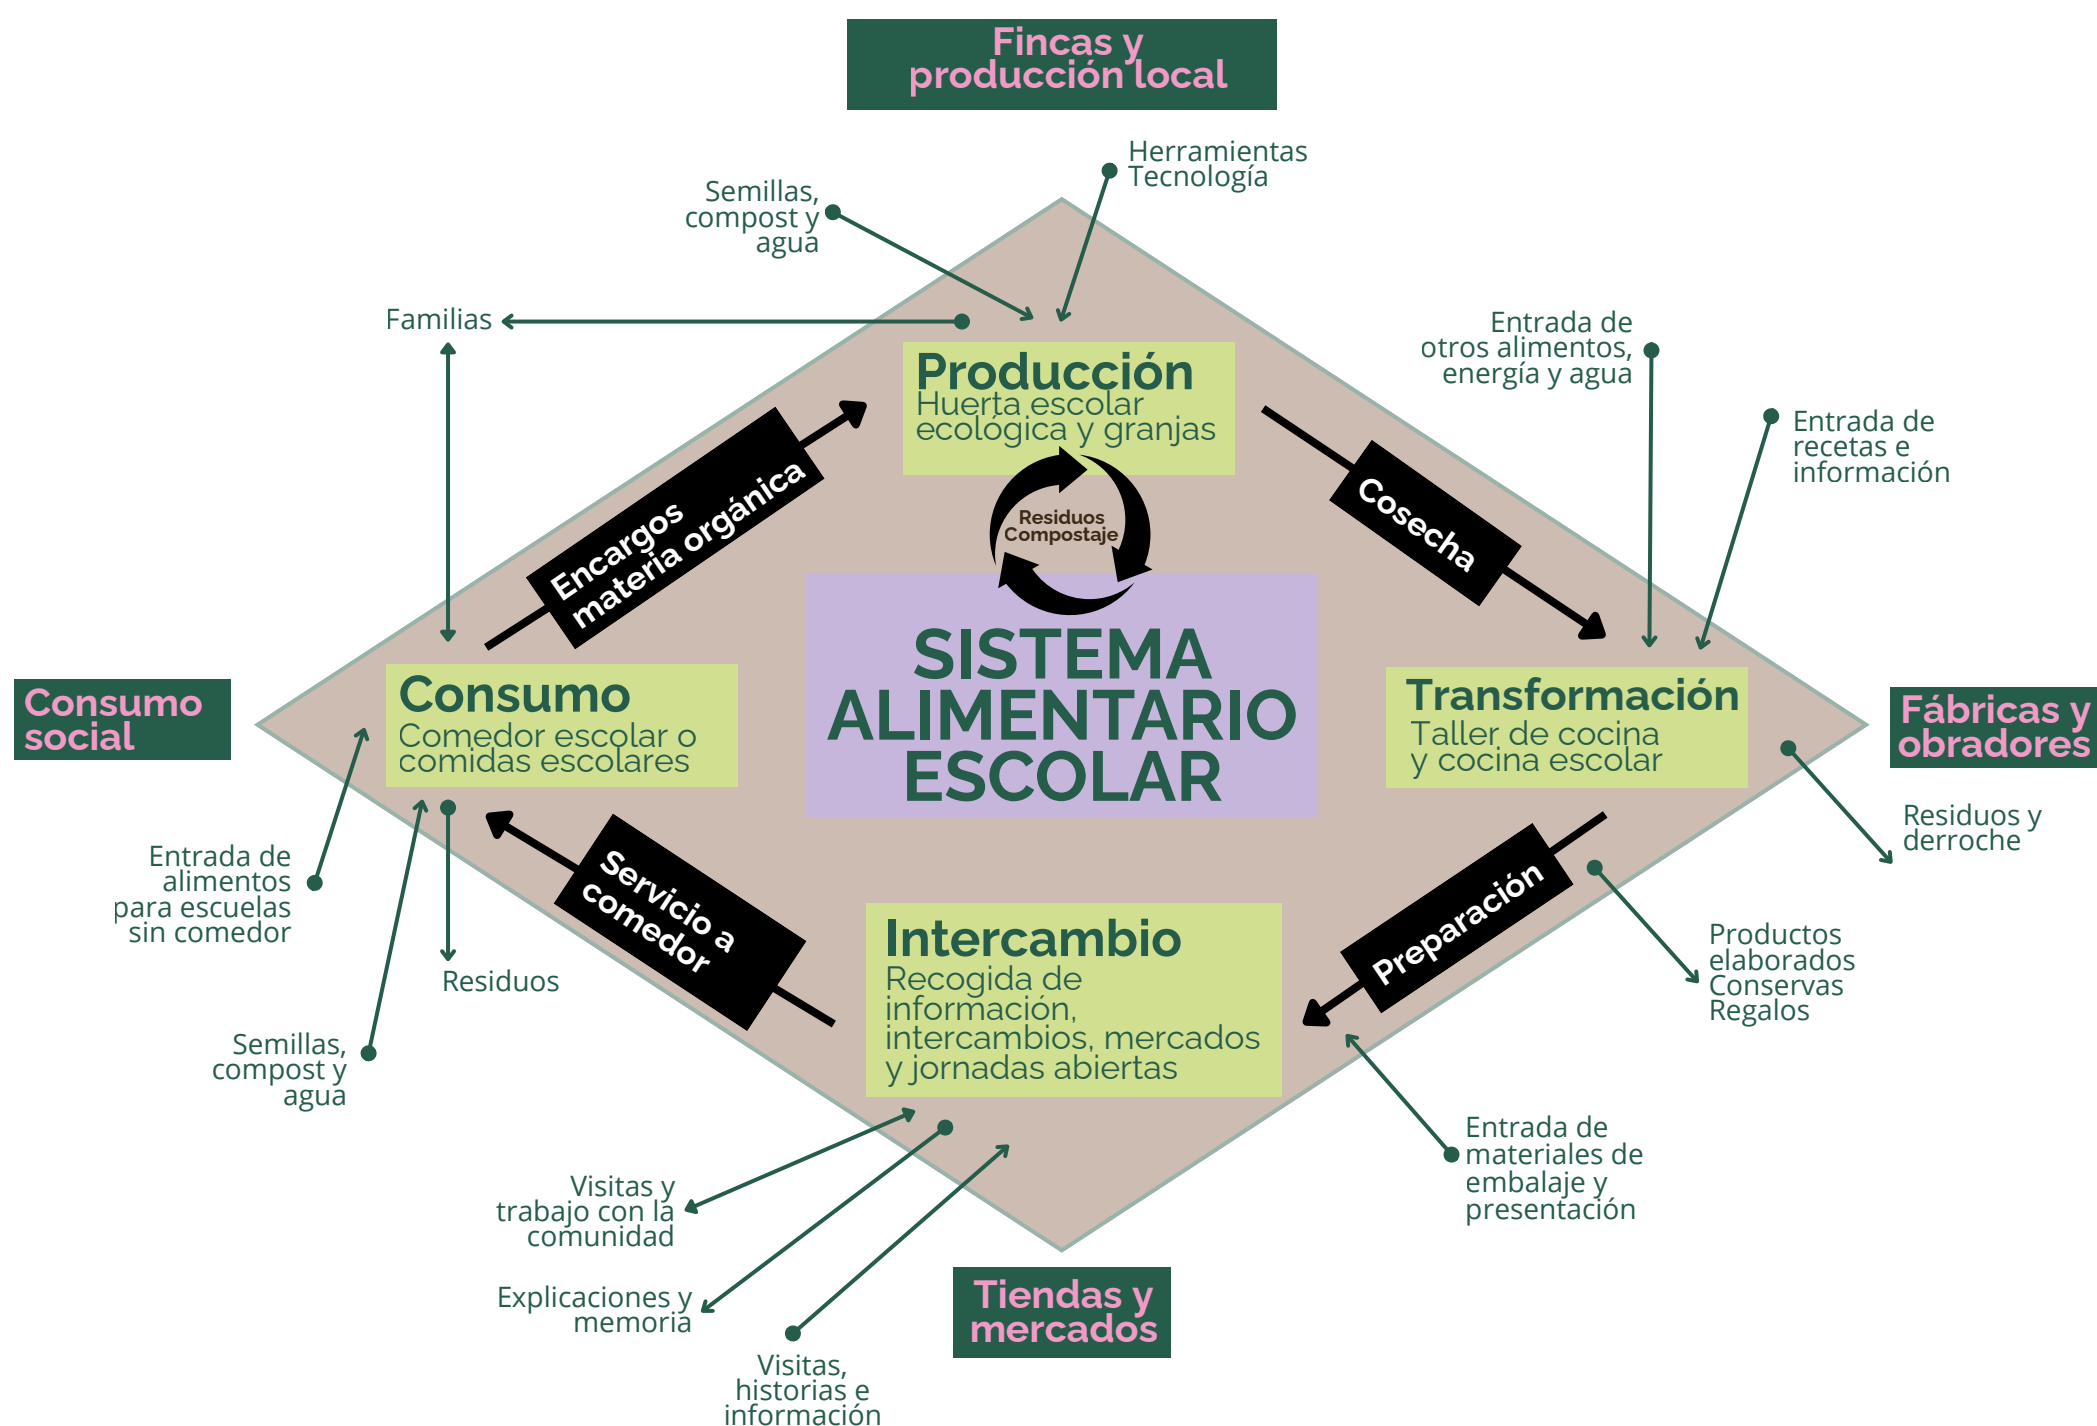 Fincas y
producción local
Herramientas
Tecnología
Semillas,
compost y
agua
Familias
Entrada de
otros alimentos,
energía y agua
Entrada de
recetas e
información
Producción
Huerta escolar
ecológica y granjas
Encargos
materia orgánica
Residuos
Compostaje
Cosecha
SISTEMA
ALIMENTARIO
ESCOLAR
Consumo
social
Consumo
Comedor escolar o
comidas escolares
Transformación
Taller de cocina
y cocina escolar
Fábricas y
obradores
Residuos y
derroche
Entrada de
alimentos
para escuelas
sin comedor
Servicio a
comedor
Preparación
Intercambio
Recogida de
información,
intercambios, mercados
y jornadas abiertas
Residuos
Productos
elaborados
Conservas
Regalos
Semillas,
compost y
agua
Entrada de
materiales de
embalaje y
presentación
Visitas y
trabajo con la
comunidad
Explicaciones y
memoria
Tiendas y
mercados
Visitas,
historias e
información